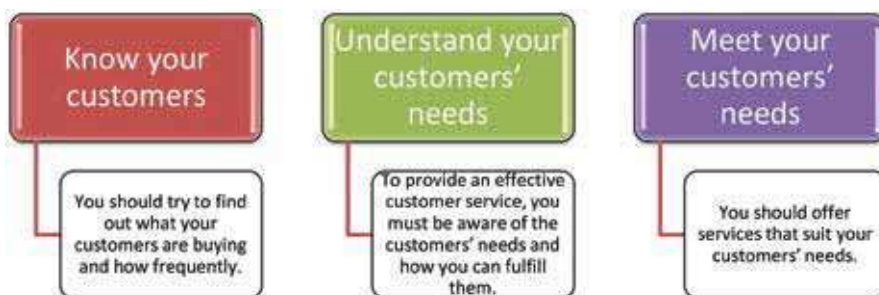 Know your
customers
You should try to find
out what your
customers are buying
and how frequently.
Understand your
customers'
needs
To provide an effective
customer service, you
must be aware of the
customers' needs and
how you can fulfill
them.
Meet your
customers'
needs
You should offer
services that suit your
customers' needs.